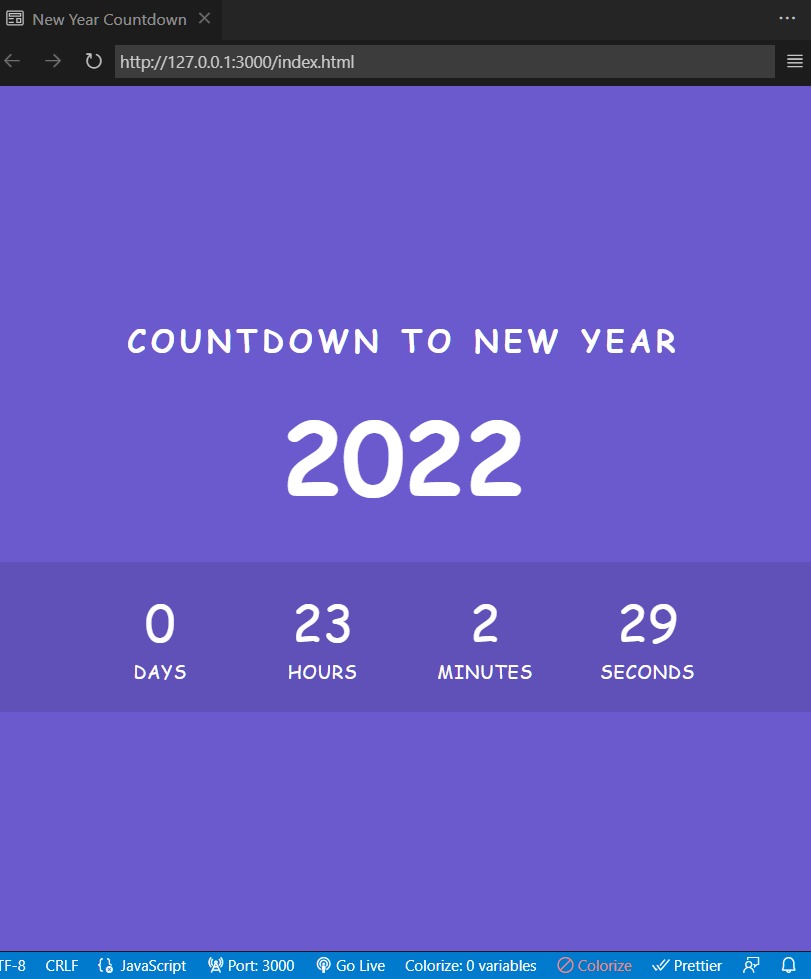 New Year Countdown
http://127.0.0.1:3000/index.html
COUNTDOWN TO NEW YEAR
2022
0 23 2 29
DAYS HOURS MINUTES SECONDS
TF-8 CRLF JavaScript Port: 3000 Go Live Colorize: 0 variables Colorize Prettier